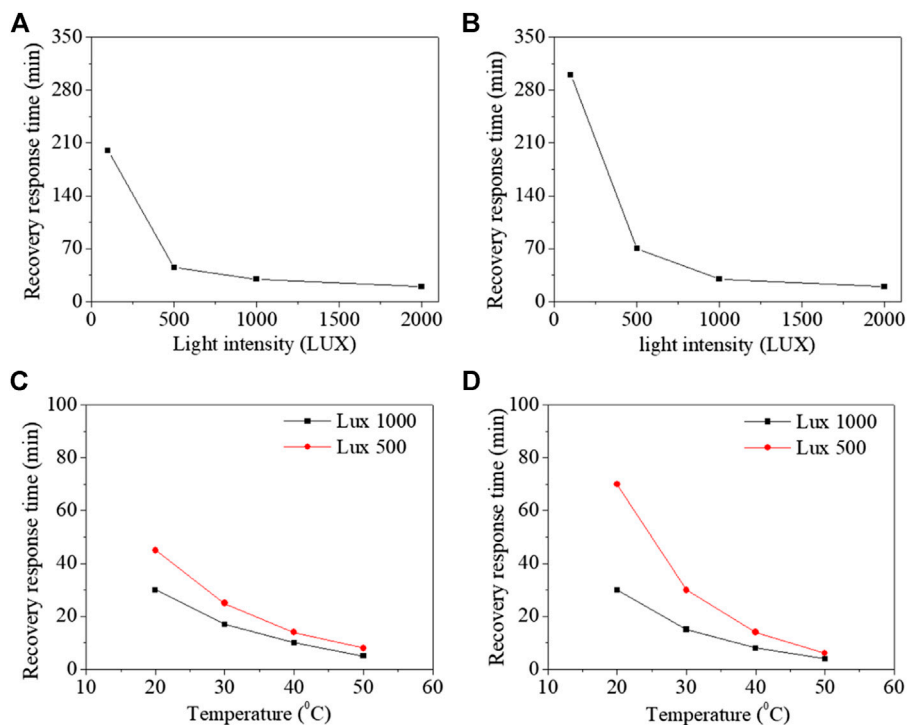 A
B
350
280
210
140
70
0
Recovery response time (min)
0
500
1000
1500
2000
Light intensity (LUX)
350
280
210
140
70
0
Recovery response time (min)
0
500
1000
1500
2000
light intensity (LUX)
C
D
100
80
60
40
20
0
Recovery response time (min)
Lux 1000
Lux 500
10
20
30
40
50
60
Temperature (⁰C)
100
80
60
40
20
0
Recovery response time (min)
Lux 1000
Lux 500
10
20
30
40
50
60
Temperature (⁰C)